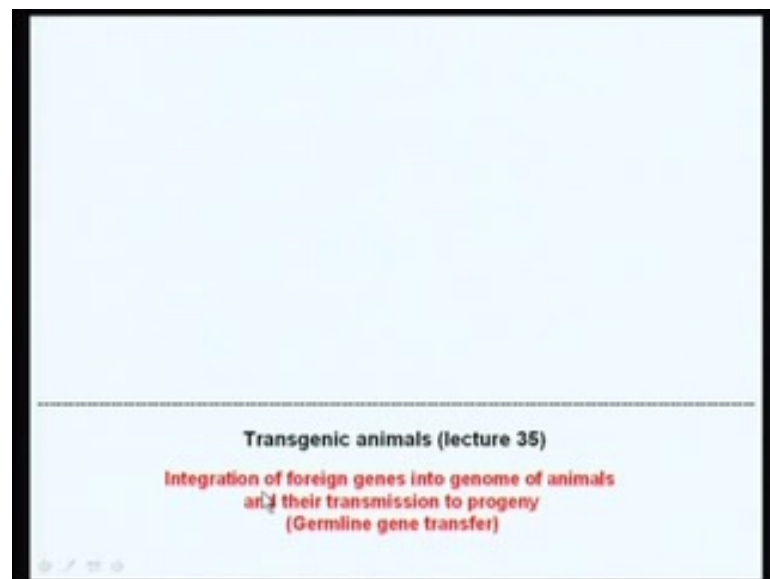 Transgenic animals (lecture 35)
Integration of foreign genes into genome of animals
and their transmission to progeny
(Germline gene transfer)